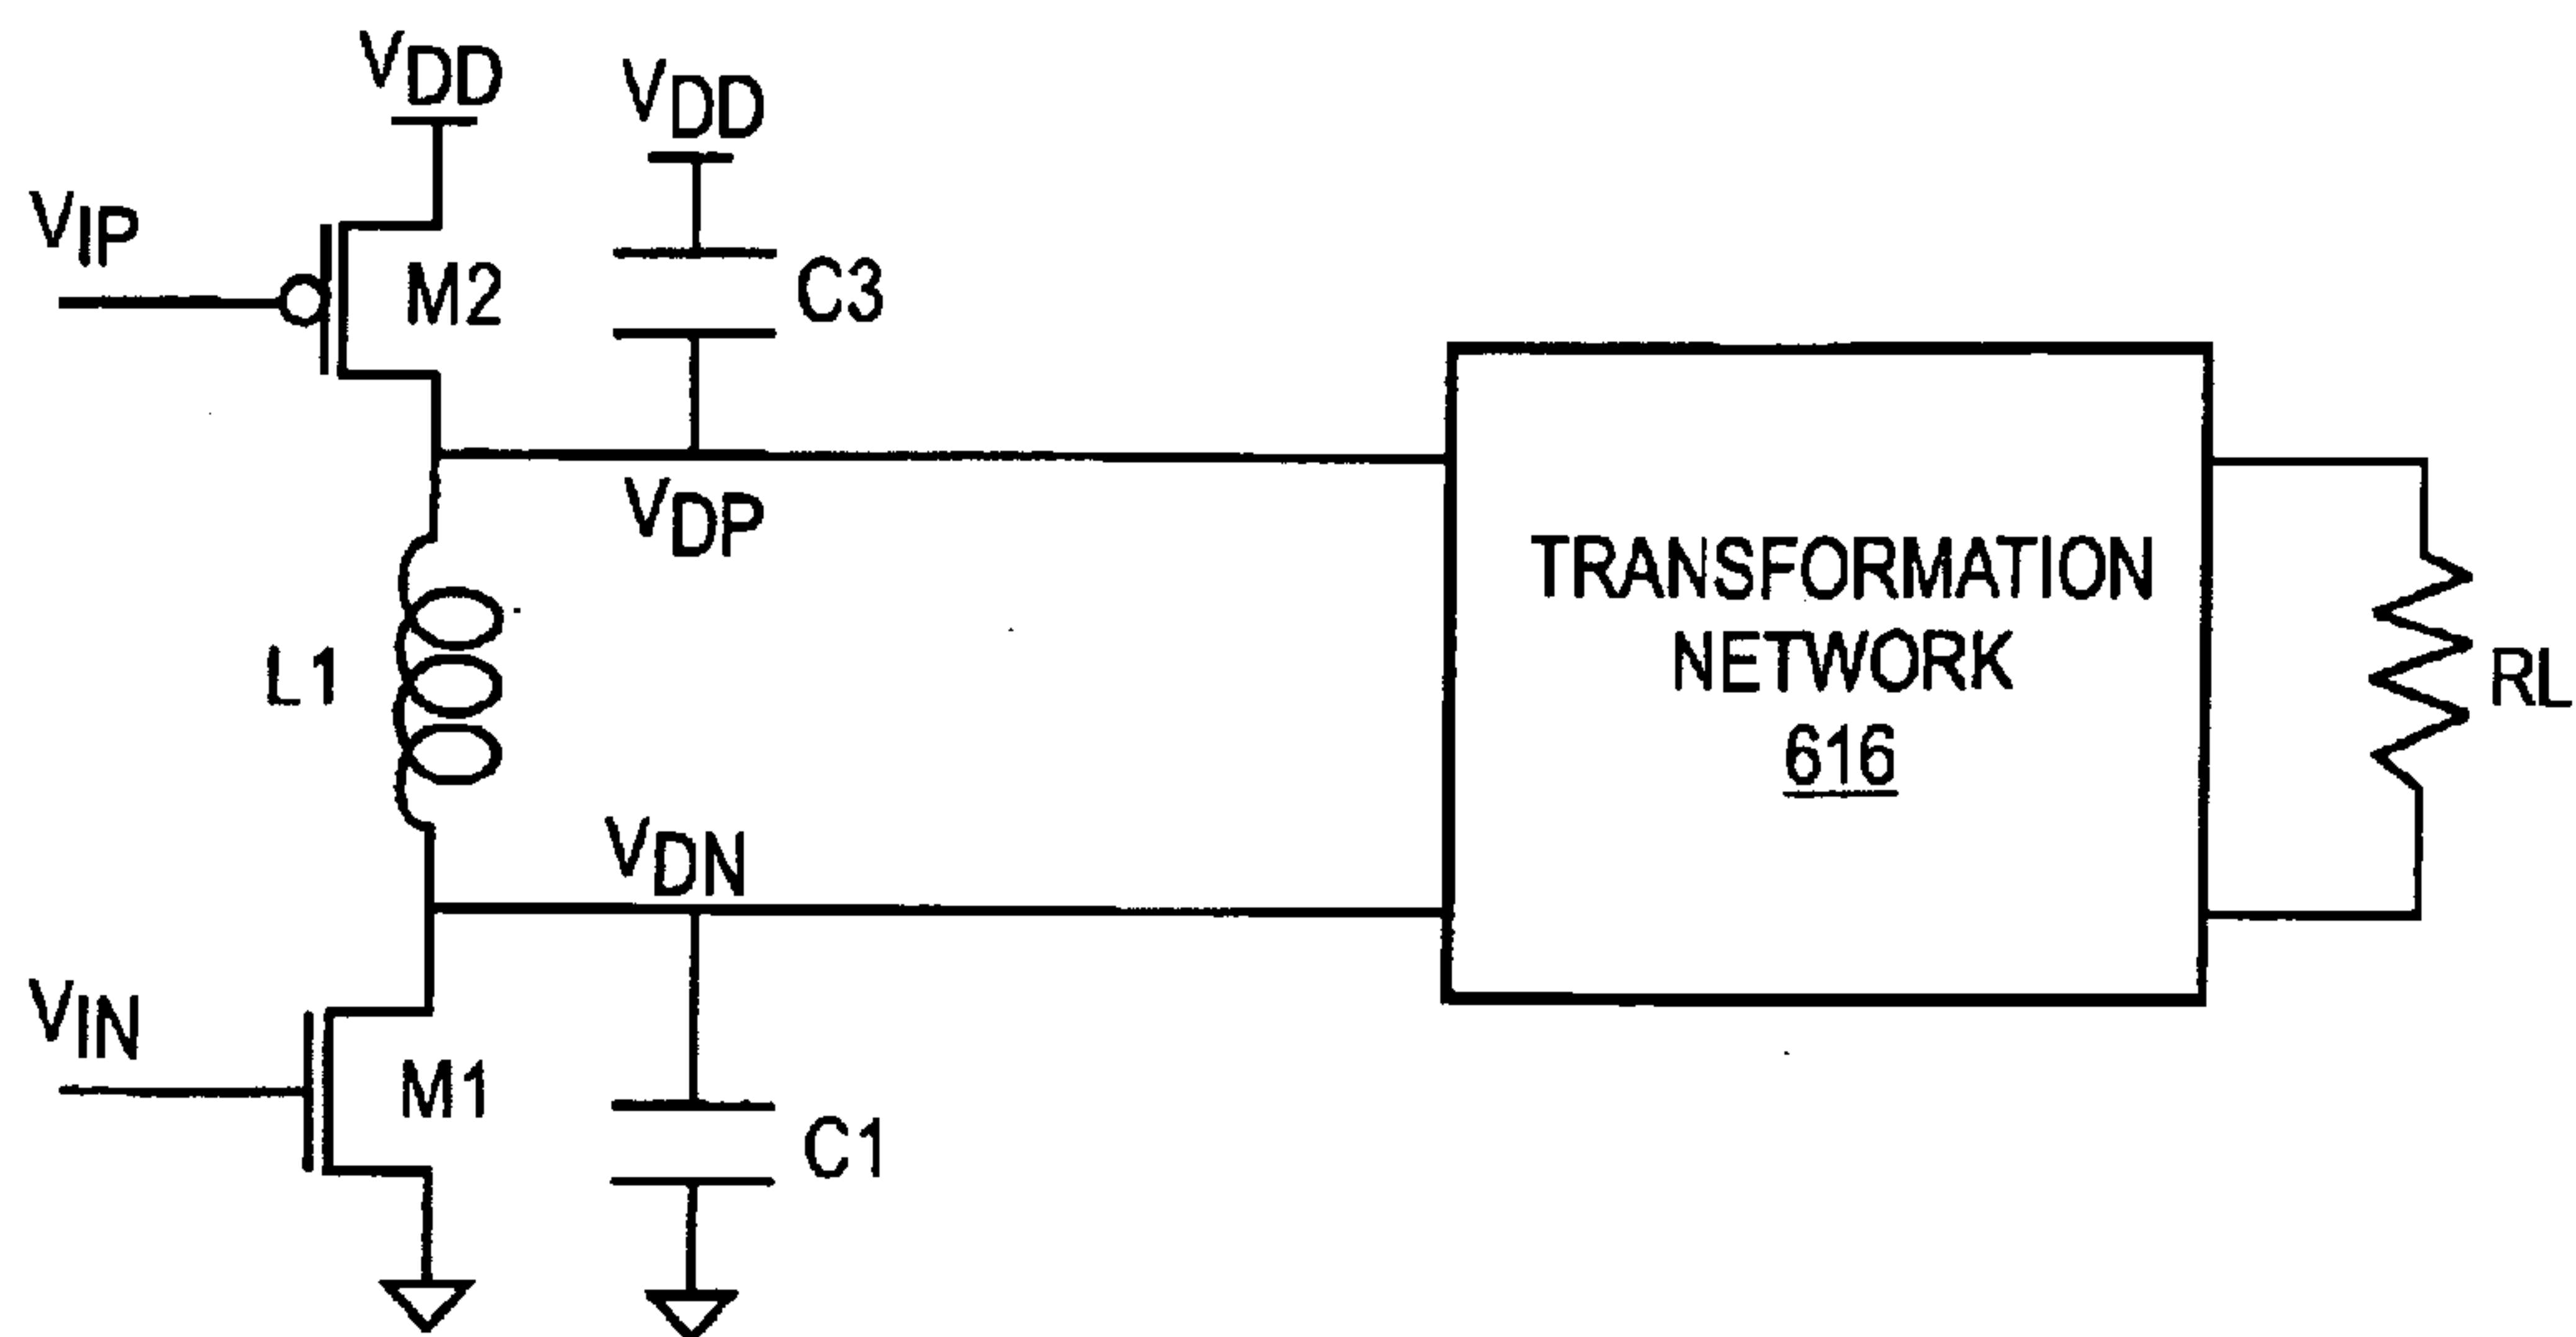 VDD
VDD
VIP
M2
C3
VDP
TRANSFORMATION
NETWORK
616
L1
RL
VDN
VIN
M1
C1